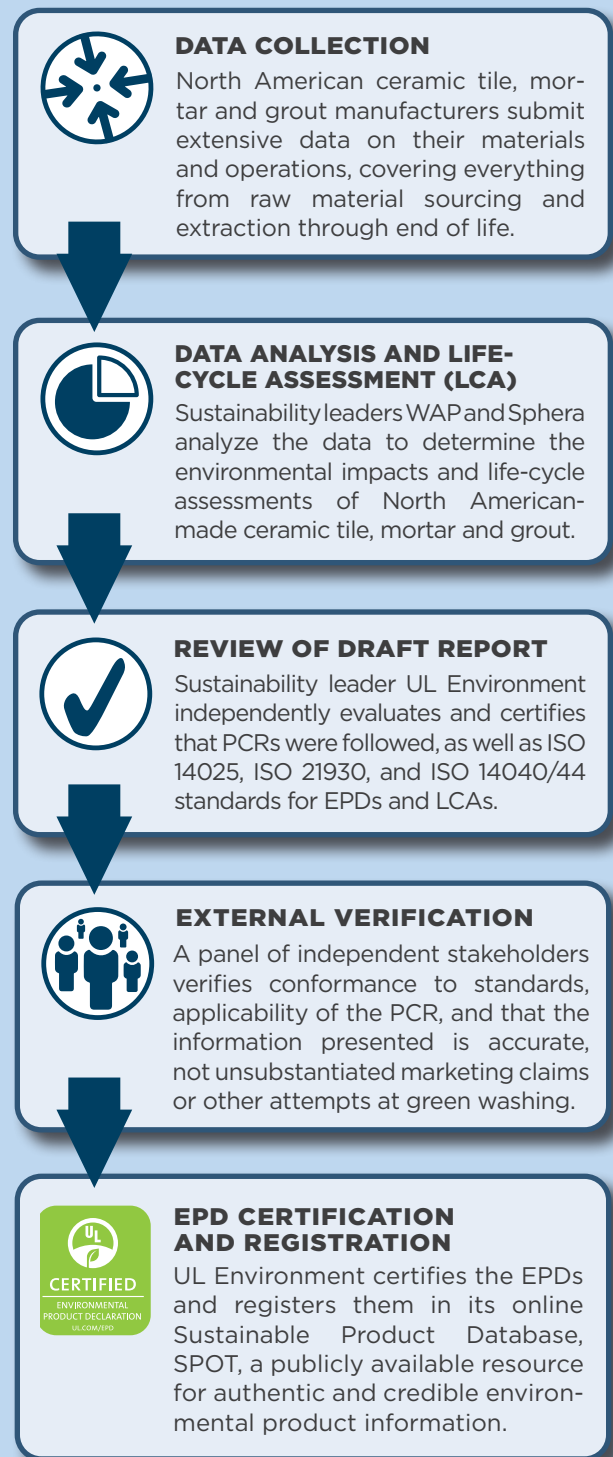 DATA COLLECTION
North American ceramic tile, mor-
tar and grout manufacturers submit
extensive data on their materials
and operations, covering everything
from raw material sourcing and
extraction through end of life.
DATA ANALYSIS AND LIFE-
CYCLE ASSESSMENT (LCA)
Sustainability leaders WAP and Sphera
analyze the data to determine the
environmental impacts and life-cycle
assessments of North American-
made ceramic tile, mortar and grout.
REVIEW OF DRAFT REPORT
Sustainability leader UL Environment
independently evaluates and certifies
that PCRs were followed, as well as ISO
14025, ISO 21930, and ISO 14040/44
standards for EPDs and LCAs.
EXTERNAL VERIFICATION
A panel of independent stakeholders
verifies conformance to standards,
applicability of the PCR, and that the
information presented is accurate,
not unsubstantiated marketing claims
or other attempts at green washing.
UL
CERTIFIED
ENVIRONMENTAL
PRODUCT DECLARATION
UL.COM/EPD
EPD CERTIFICATION
AND REGISTRATION
UL Environment certifies the EPDs
and registers them in its online
Sustainable Product Database,
SPOT, a publicly available resource
for authentic and credible environ-
mental product information.